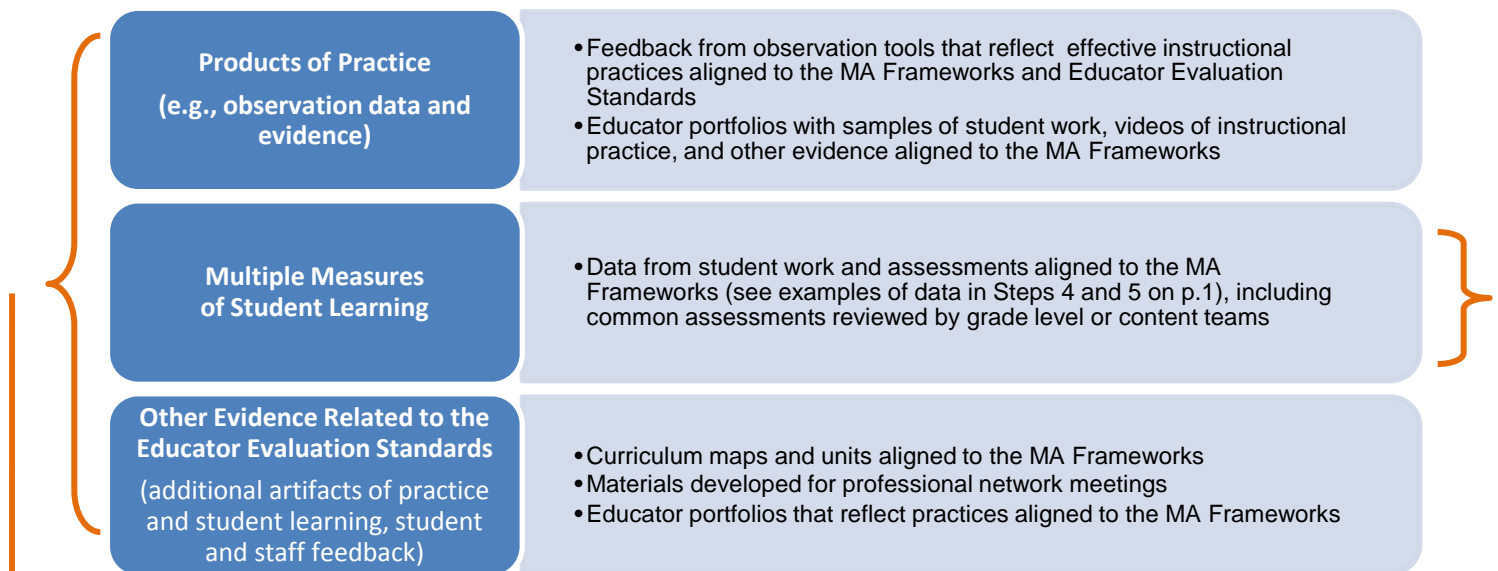 Products of Practice
(e.g., observation data and
evidence)
•Feedback from observation tools that reflect effective instructional
practices aligned to the MA Frameworks and Educator Evaluation
Standards
•Educator portfolios with samples of student work, videos of instructional
practice, and other evidence aligned to the MA Frameworks
Multiple Measures
of Student Learning
•Data from student work and assessments aligned to the MA
Frameworks (see examples of data in Steps 4 and 5 on p.1), including
common assessments reviewed by grade level or content teams
Other Evidence Related to the
Educator Evaluation Standards
(additional artifacts of practice
and student learning, student
and staff feedback)
•Curriculum maps and units aligned to the MA Frameworks
•Materials developed for professional network meetings
•Educator portfolios that reflect practices aligned to the MA Frameworks